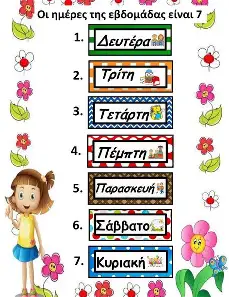 Οι ημέρες της εβδομάδας είναι 7
1. Δευτέρα
2. Τρίτη
3. Τετάρτη
4. Πέμπτη
5. Παρασκευή
6. Σάββατο
7. Κυριακή